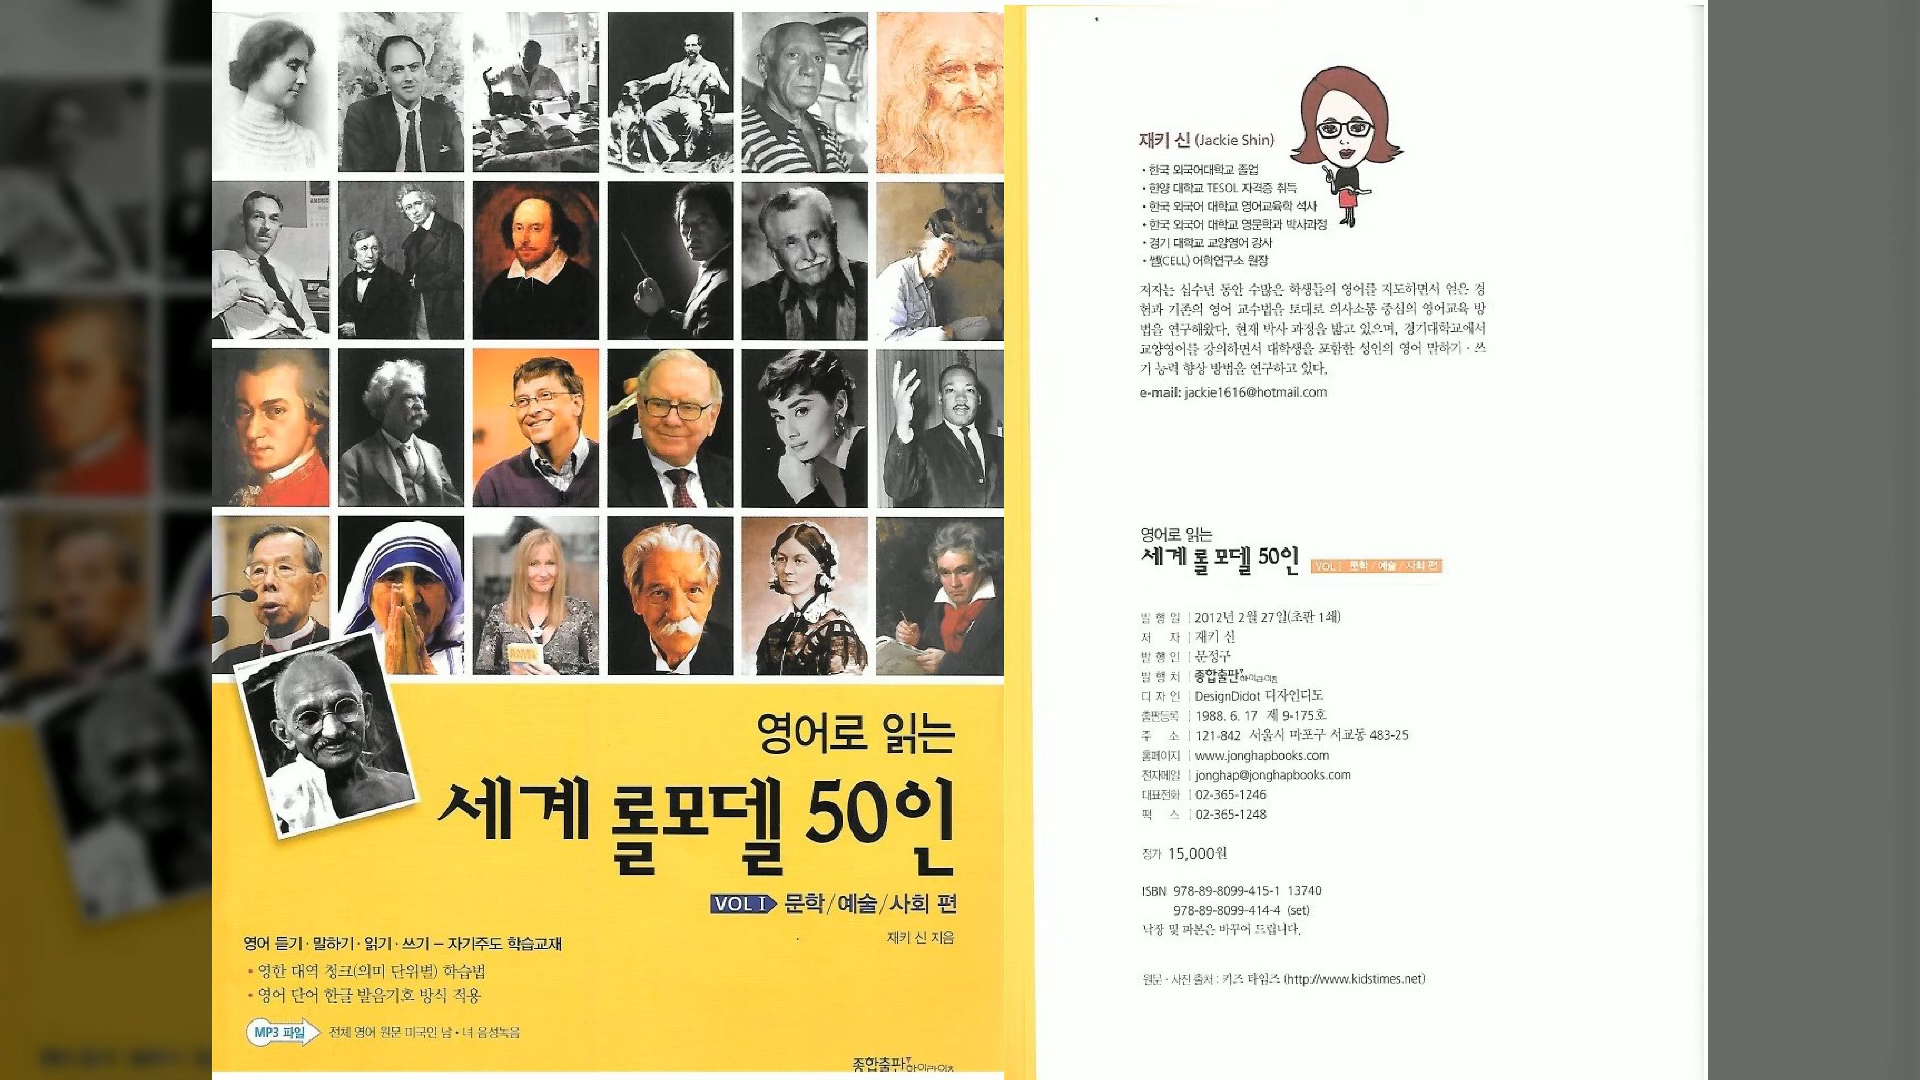 영어로 읽는
세계 롤모델 50인
VOL I 문학/예술/사회 편
재키 신 지음
영어 듣기·말하기·읽기·쓰기 – 자기주도 학습교재
• 영한 대역 청크(의미 단위별) 학습법
• 영어 단어 한글 발음기호 방식 적용
MP3 파일 전체 영어 원문 미국인 남·녀 음성녹음
종합출판 하이라이츠
재키 신 (Jackie Shin)
• 한국 외국어대학교 졸업
• 한양 대학교 TESOL 자격증 취득
• 한국 외국어 대학교 영어교육학 석사
• 한국 외국어 대학교 영문학과 박사과정
• 경기 대학교 교양영어 강사
• 쎌(CELL) 어학연구소 원장
저자는 십수년 동안 수많은 학생들의 영어를 지도하면서 얻은 경
험과 기존의 영어 교수법을 토대로 의사소통 중심의 영어교육 방
법을 연구해왔다. 현재 박사 과정을 밟고 있으며, 경기대학교에서
교양영어를 강의하면서 대학생을 포함한 성인의 영어 말하기·쓰
기 능력 향상 방법을 연구하고 있다.
e-mail: jackie1616@hotmail.com
영어로 읽는
세계 롤 모델 50인 VOL I 문학/예술/사회 편
발 행 일 | 2012년 2월 27일(초판 1쇄)
저 자 | 재키 신
발 행 인 | 문정구
발 행 처 | 종합출판 하이라이츠
디 자 인 | DesignDidot 디자인디도
출판등록 | 1988. 6. 17 제 9-175호
주 소 | 121-842 서울시 마포구 서교동 483-25
홈페이지 | www.jonghapbooks.com
전자메일 | jonghap@jonghapbooks.com
대표전화 | 02-365-1246
팩 스 | 02-365-1248
정가 15,000원
ISBN 978-89-8099-415-1 13740
978-89-8099-414-4 (set)
낙장 및 파본은 바꾸어 드립니다.
원문·사진 출처 : 키즈 타임즈 (http://www.kidstimes.net)